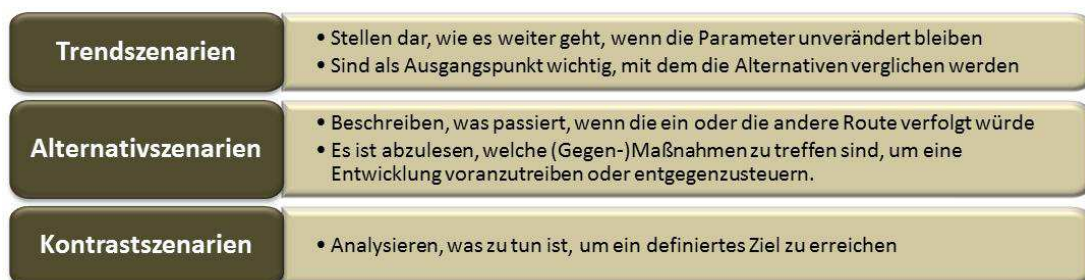 Trendszenarien
• Stellen dar, wie es weiter geht, wenn die Parameter unverändert bleiben
• Sind als Ausgangspunkt wichtig, mit dem die Alternativen verglichen werden
Alternativszenarien
• Beschreiben, was passiert, wenn die ein oder die andere Route verfolgt würde
• Es ist abzulesen, welche (Gegen-)Maßnahmen zu treffen sind, um eine
Entwicklung voranzutreiben oder entgegenzusteuern.
Kontrastszenarien
• Analysieren, was zu tun ist, um ein definiertes Ziel zu erreichen